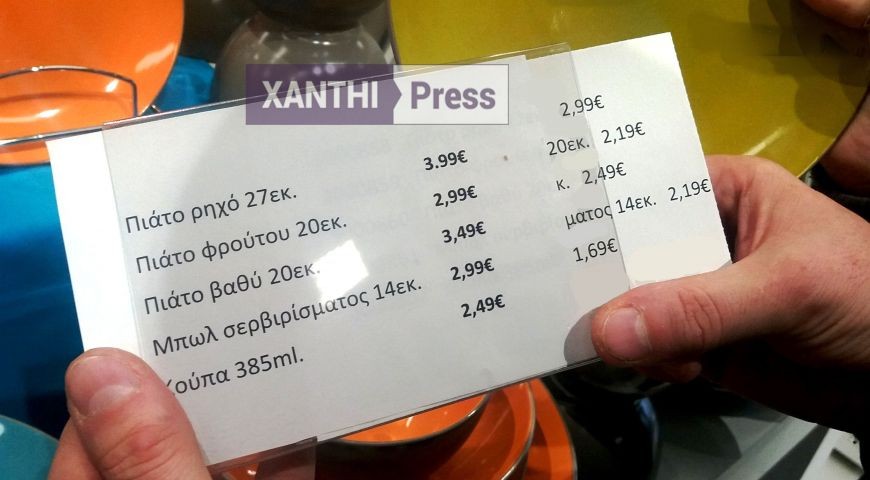 XANTHI Press
Πιάτο ρηχό 27εκ. 3.99€ 2,99€
Πιάτο φρούτου 20εκ. 2,99€ 20εκ. 2,19€
Πιάτο βαθύ 20εκ. 3,49€ κ. 2,49€
Μπωλ σερβιρίσματος 14εκ. 2,99€ ματος 14εκ. 2,19€
Κούπα 385ml. 2,49€ 1,69€